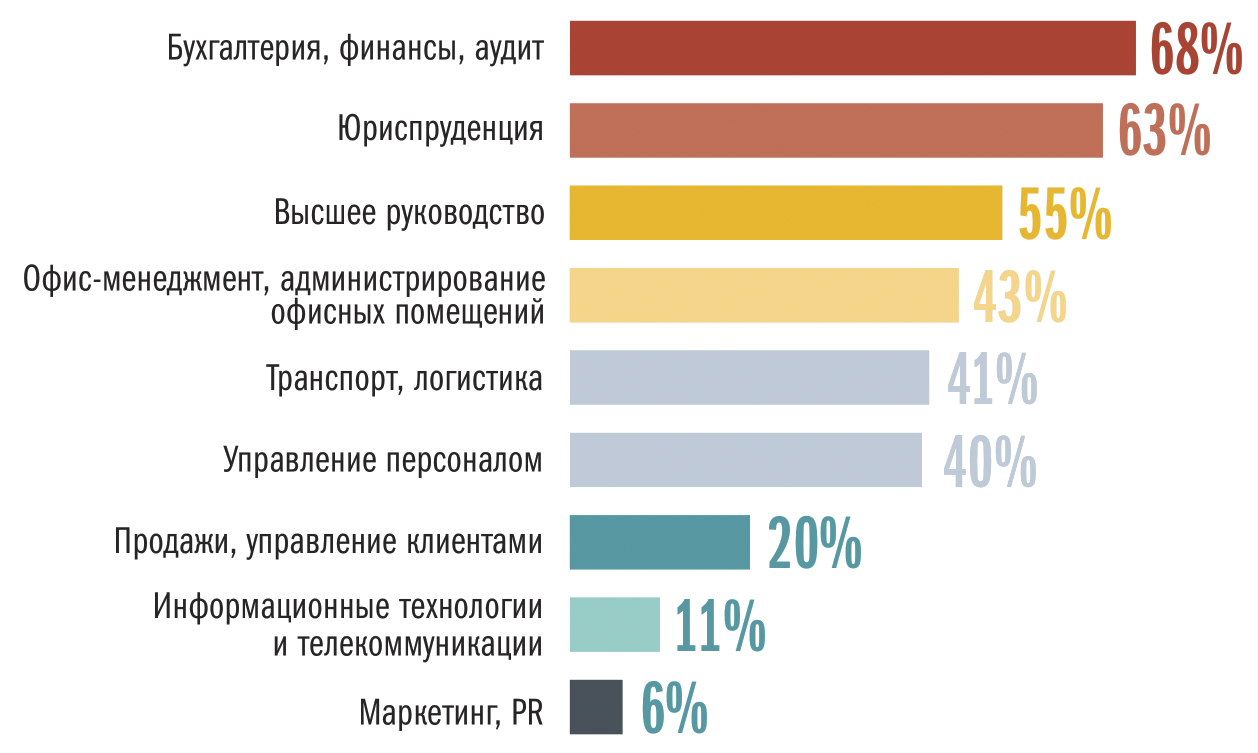 Бухгалтерия, финансы, аудит 68%
Юриспруденция 63%
Высшее руководство 55%
Офис-менеджмент, администрирование
офисных помещений 43%
Транспорт, логистика 41%
Управление персоналом 40%
Продажи, управление клиентами 20%
Информационные технологии
и телекоммуникации 11%
Маркетинг, PR 6%